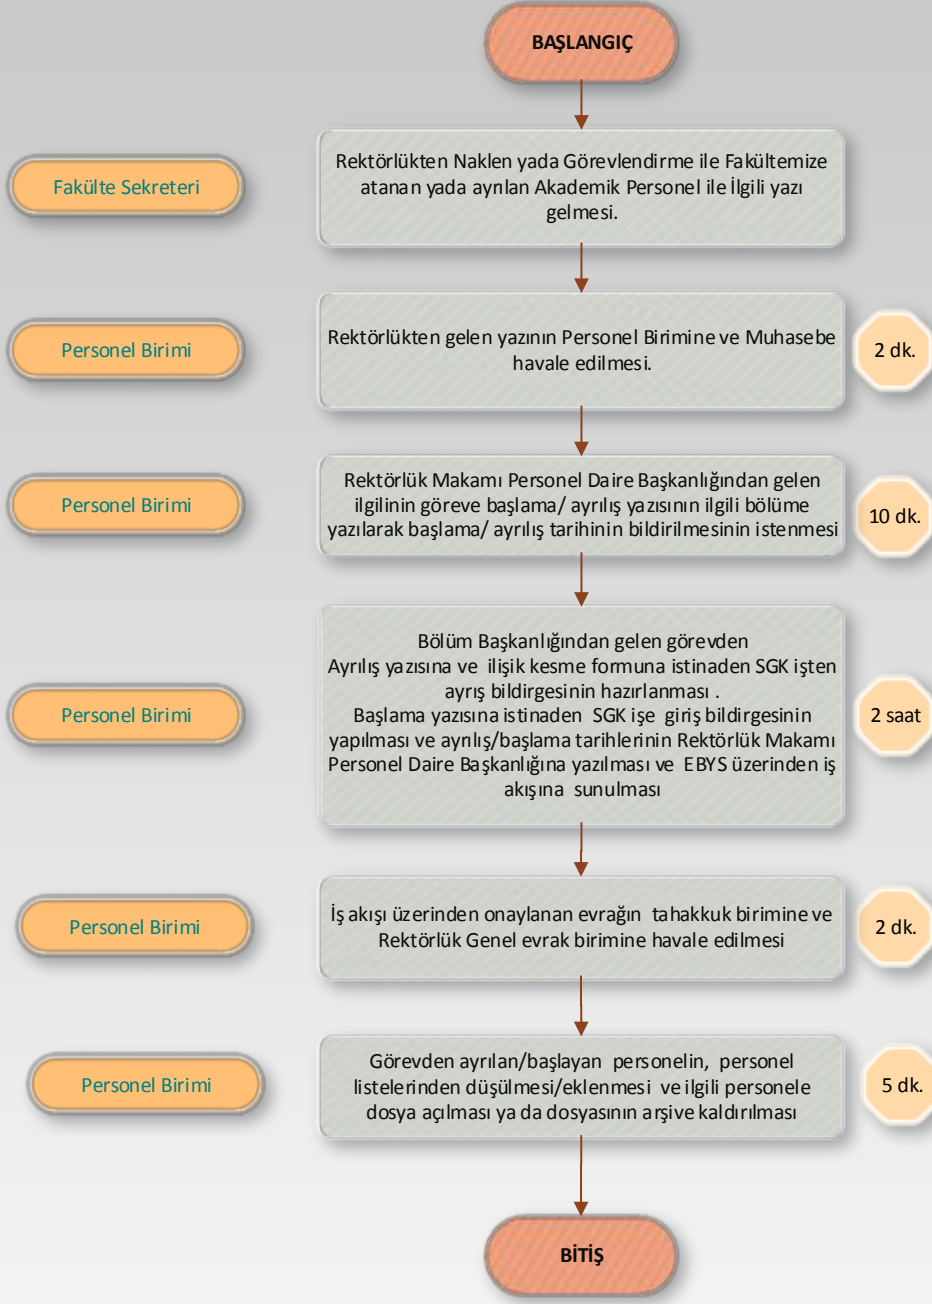 BAŞLANGIÇ
Fakülte Sekreteri
Rektörlükten Naklen yada Görevlendirme ile Fakültemize
atanan yada ayrılan Akademik Personel ile İlgili yazı
gelmesi.
Personel Birimi
Rektörlükten gelen yazının Personel Birimine ve Muhasebe
havale edilmesi.
2 dk.
Personel Birimi
Rektörlük Makamı Personel Daire Başkanlığından gelen
ilgilinin göreve başlama/ ayrılış yazısının ilgili bölüme
yazılarak başlama/ ayrılış tarihinin bildirilmesinin istenmesi
10 dk.
Personel Birimi
Bölüm Başkanlığından gelen görevden
Ayrılış yazısına ve ilişik kesme formuna istinaden SGK işten
ayrış bildirgesinin hazırlanması .
Başlama yazısına istinaden SGK işe giriş bildirgesinin
yapılması ve ayrılış/başlama tarihlerinin Rektörlük Makamı
Personel Daire Başkanlığına yazılması ve EBYS üzerinden iş
akışına sunulması
2 saat
Personel Birimi
İş akışı üzerinden onaylanan evrağın tahakkuk birimine ve
Rektörlük Genel evrak birimine havale edilmesi
2 dk.
Personel Birimi
Görevden ayrılan/başlayan personelin, personel
listelerinden düşülmesi/eklenmesi ve ilgili personele
dosya açılması ya da dosyasının arşive kaldırılması
5 dk.
BİTİŞ